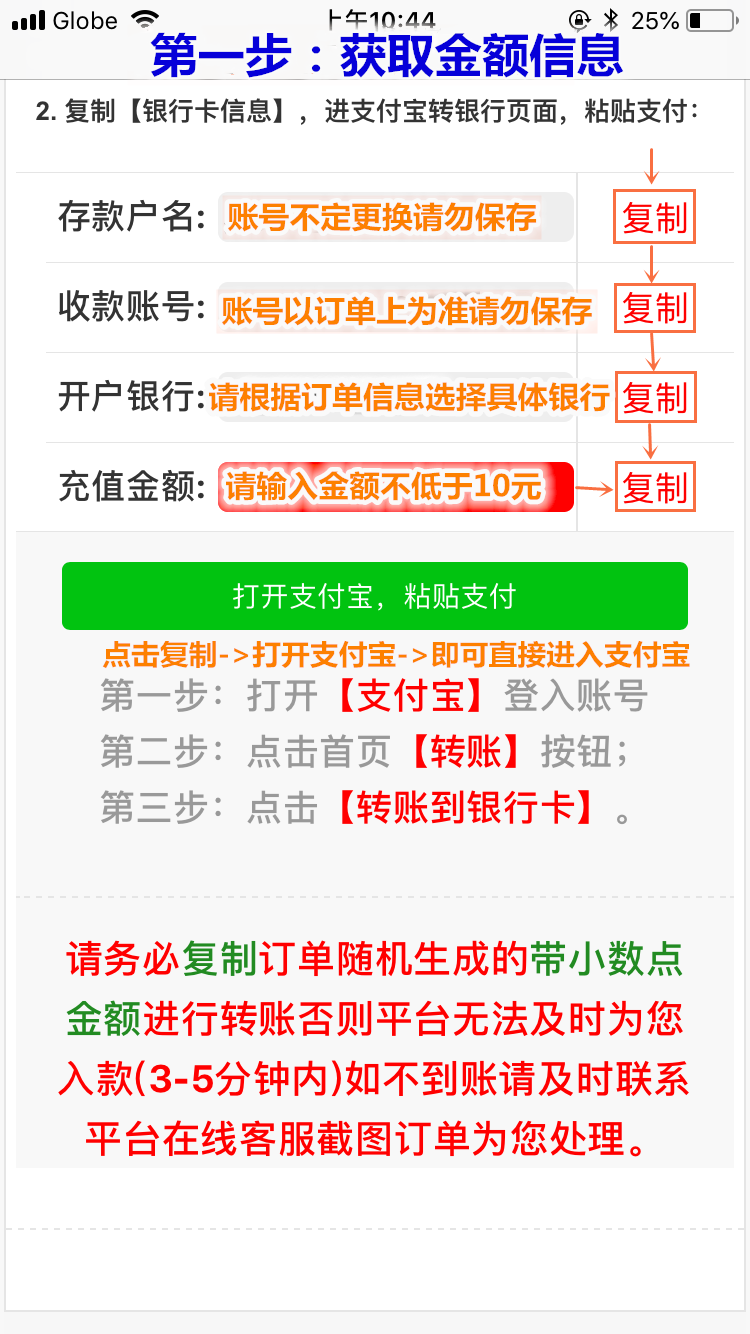 Globe 上午10:44 25%
第一步：获取金额信息
2. 复制【银行卡信息】，进支付宝转银行页面，粘贴支付：
存款户名: 账号不定更换请勿保存 复制
收款账号: 账号以订单上为准请勿保存 复制
开户银行: 请根据订单信息选择具体银行 复制
充值金额: 请输入金额不低于10元 复制
打开支付宝，粘贴支付
点击复制->打开支付宝->即可直接进入支付宝
第一步：打开【支付宝】登入账号
第二步：点击首页【转账】按钮；
第三步：点击【转账到银行卡】。
请务必复制订单随机生成的带小数点
金额进行转账否则平台无法及时为您
入款(3-5分钟内)如不到账请及时联系
平台在线客服截图订单为您处理。